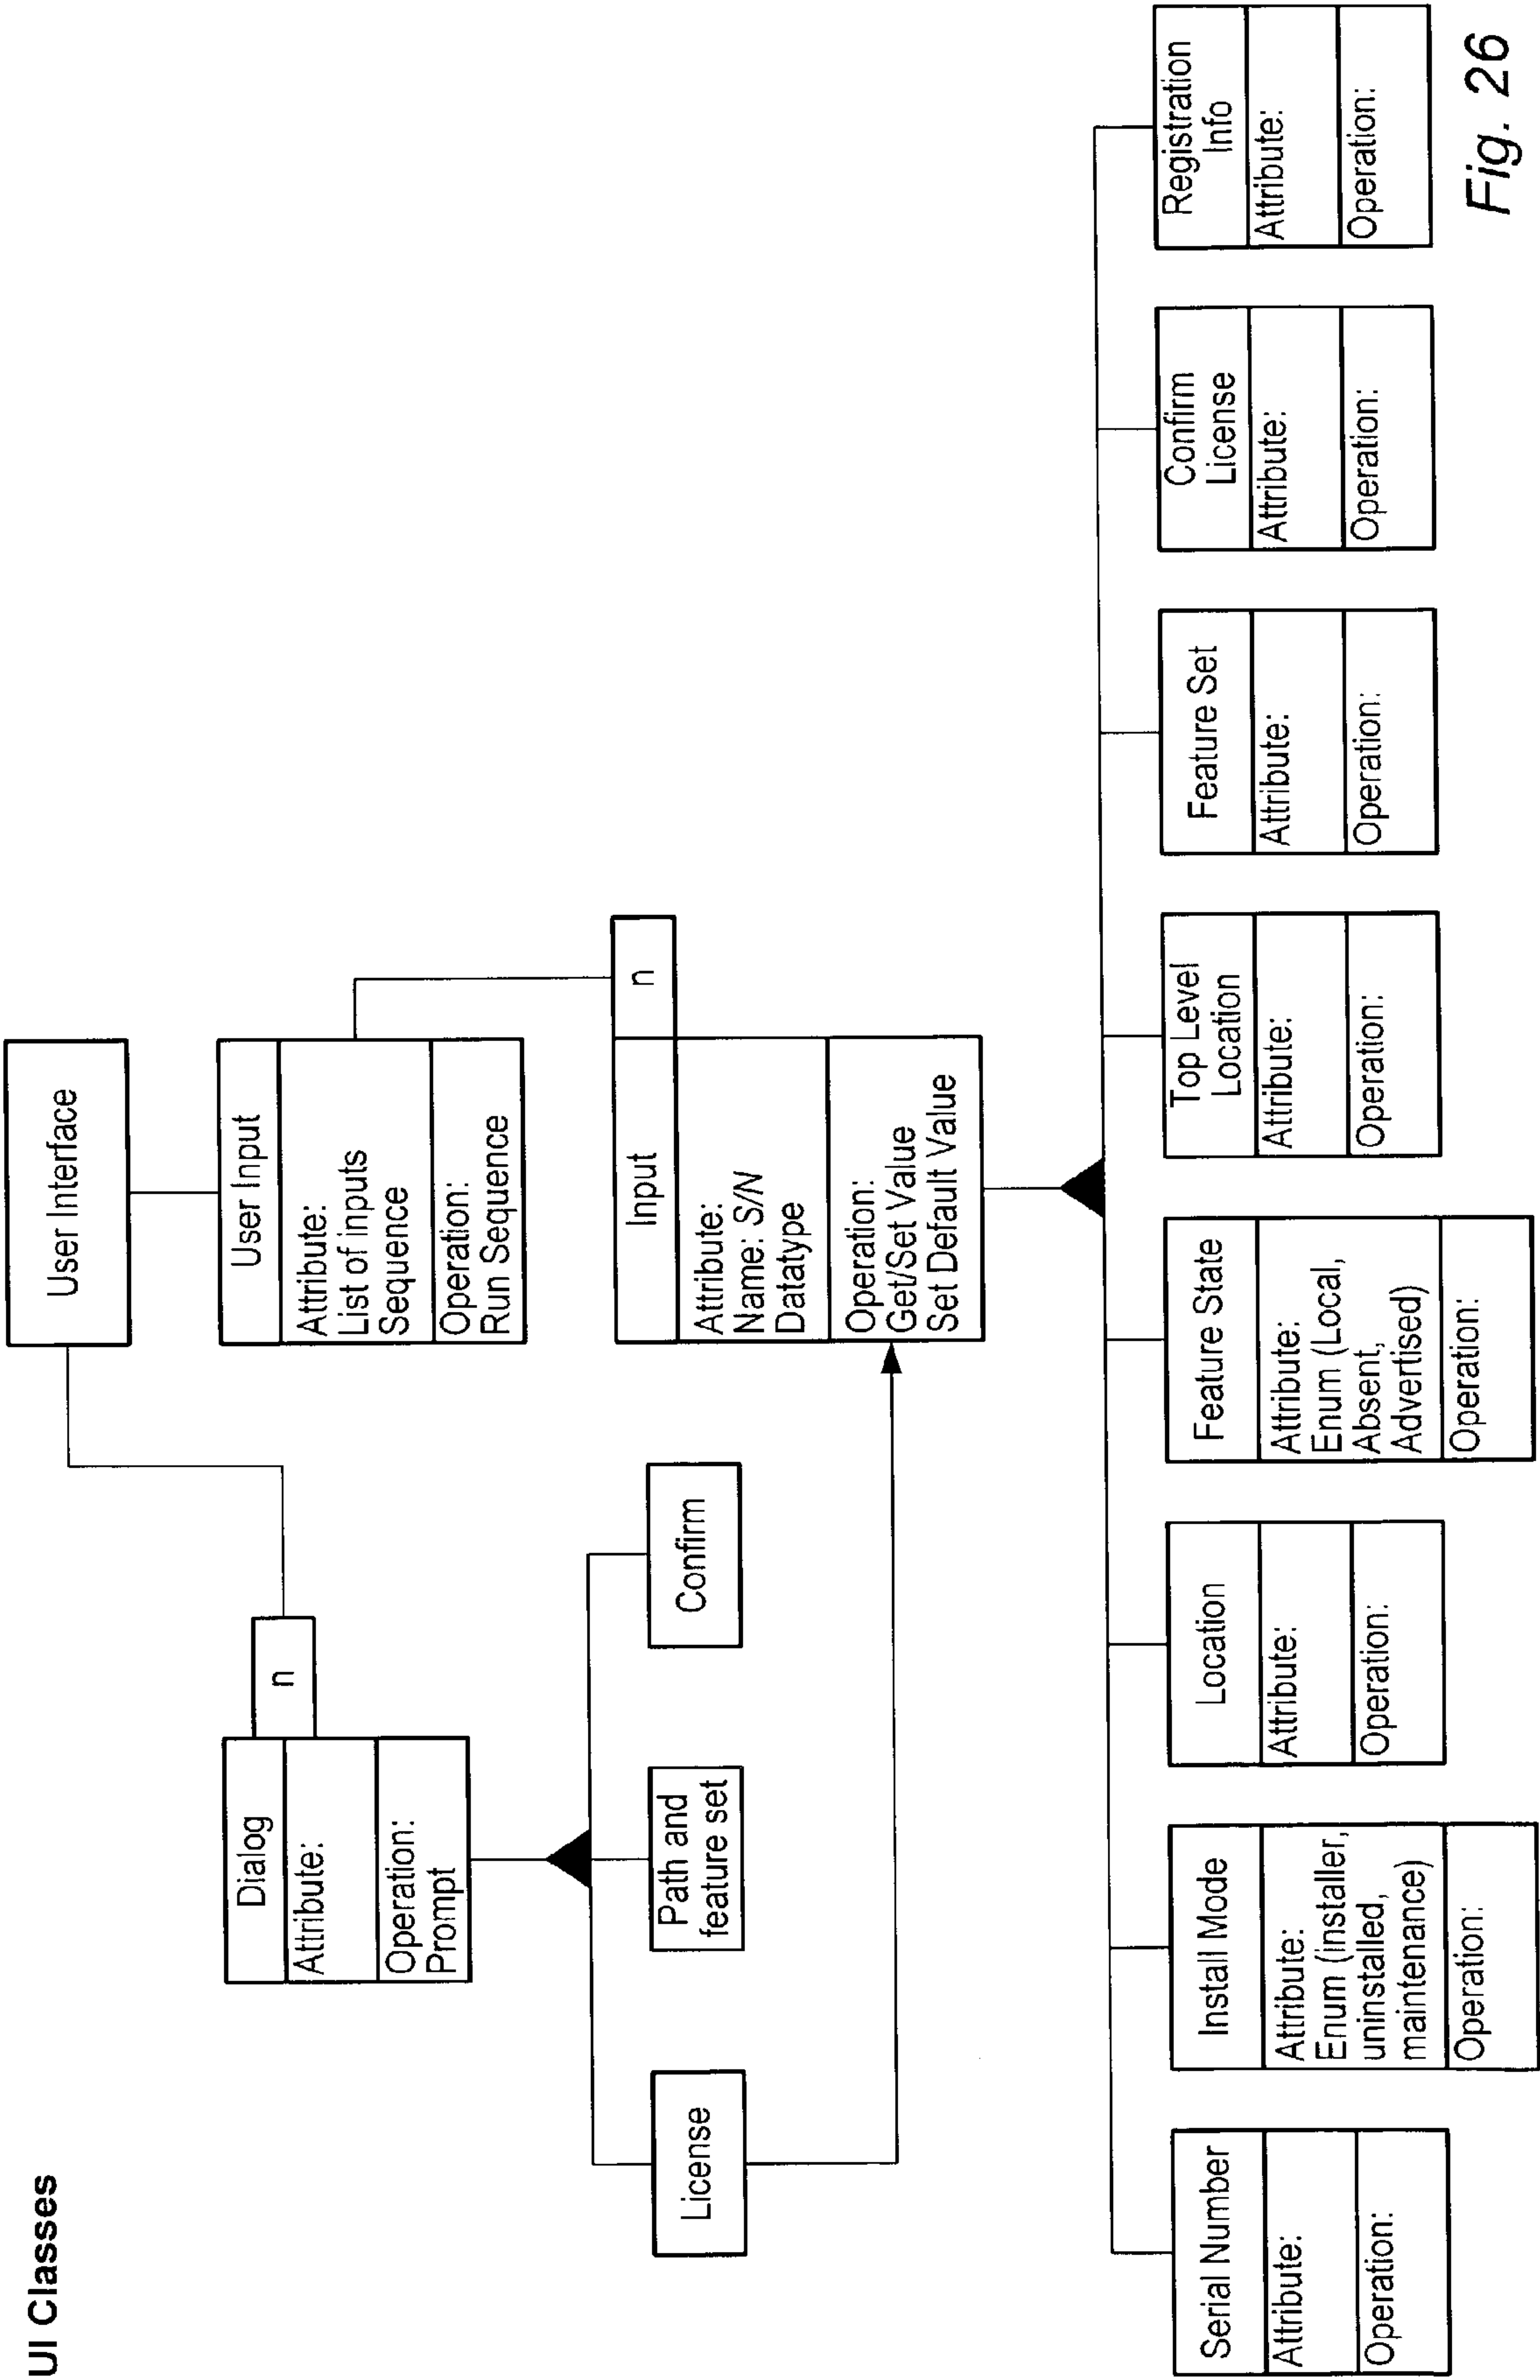 UI Classes
User Interface
Dialog
n
Attribute:
Operation:
Prompt
User Input
Attribute:
List of inputs
Sequence
Operation:
Run Sequence
License
Path and
feature set
Confirm
Input
n
Attribute:
Name: S/N
Datatype
Operation:
Get/Set Value
Set Default Value
Serial Number
Attribute:
Operation:
Install Mode
Attribute:
Enum (installer,
uninstalled,
maintenance)
Operation:
Location
Attribute:
Operation:
Feature State
Attribute:
Enum (Local,
Absent,
Advertised)
Operation:
Top Level
Location
Attribute:
Operation:
Feature Set
Attribute:
Operation:
Confirm
License
Attribute:
Operation:
Registration
Info
Attribute:
Operation:
Fig. 26